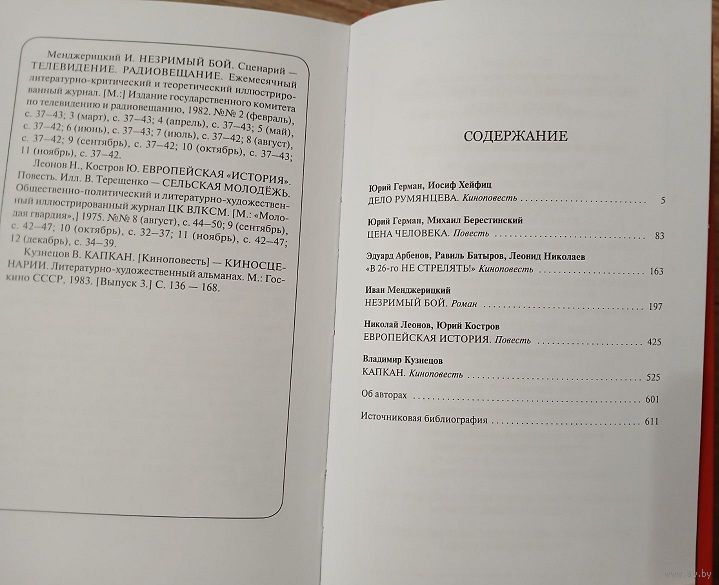 Менджерицкий И. НЕЗРИМЫЙ БОЙ. Сценарий —
ТЕЛЕВИДЕНИЕ. РАДИОВЕЩАНИЕ. Ежемесячный
литературно-критический и теоретический иллюстриро-
ванный журнал. [М.:] Издание государственного комитета
по телевидению и радиовещанию, 1982. №№ 2 (февраль),
с. 37–43; 3 (март), с. 37–43; 4 (апрель), с. 37–43; 5 (май),
с. 37–42; 6 (июнь), с. 37–43; 7 (июль), с. 37–42; 8 (август),
с. 37–42; 9 (сентябрь), с. 37–42; 10 (октябрь), с. 37–43;
11 (ноябрь), с. 37–42.
Леонов Н., Костров Ю. ЕВРОПЕЙСКАЯ «ИСТОРИЯ».
Повесть. Илл. В. Терещенко — СЕЛЬСКАЯ МОЛОДЁЖЬ.
Общественно-политический и литературно-художествен-
ный иллюстрированный журнал ЦК ВЛКСМ. [М.: «Моло-
дая гвардия»,] 1975. №№ 8 (август), с. 44–50; 9 (сентябрь),
с. 42–47; 10 (октябрь), с. 32–37; 11 (ноябрь), с. 42–47;
12 (декабрь), с. 34–39.
Кузнецов В. КАПКАН. [Киноповесть] — КИНОСЦЕ-
НАРИИ. Литературно-художественный альманах. М.: Гос-
кино СССР, 1983. [Выпуск 3.] С. 136 — 168.
СОДЕРЖАНИЕ
Юрий Герман, Иосиф Хейфиц
ДЕЛО РУМЯНЦЕВА. Киноповесть 5
Юрий Герман, Михаил Берестинский
ЦЕНА ЧЕЛОВЕКА. Повесть 83
Эдуард Арбенов, Равиль Батыров, Леонид Николаев
«В 26-го НЕ СТРЕЛЯТЬ!» Киноповесть 163
Иван Менджерицкий
НЕЗРИМЫЙ БОЙ. Роман 197
Николай Леонов, Юрий Костров
ЕВРОПЕЙСКАЯ ИСТОРИЯ. Повесть 425
Владимир Кузнецов
КАПКАН. Киноповесть 525
Об авторах 601
Источниковая библиография 611